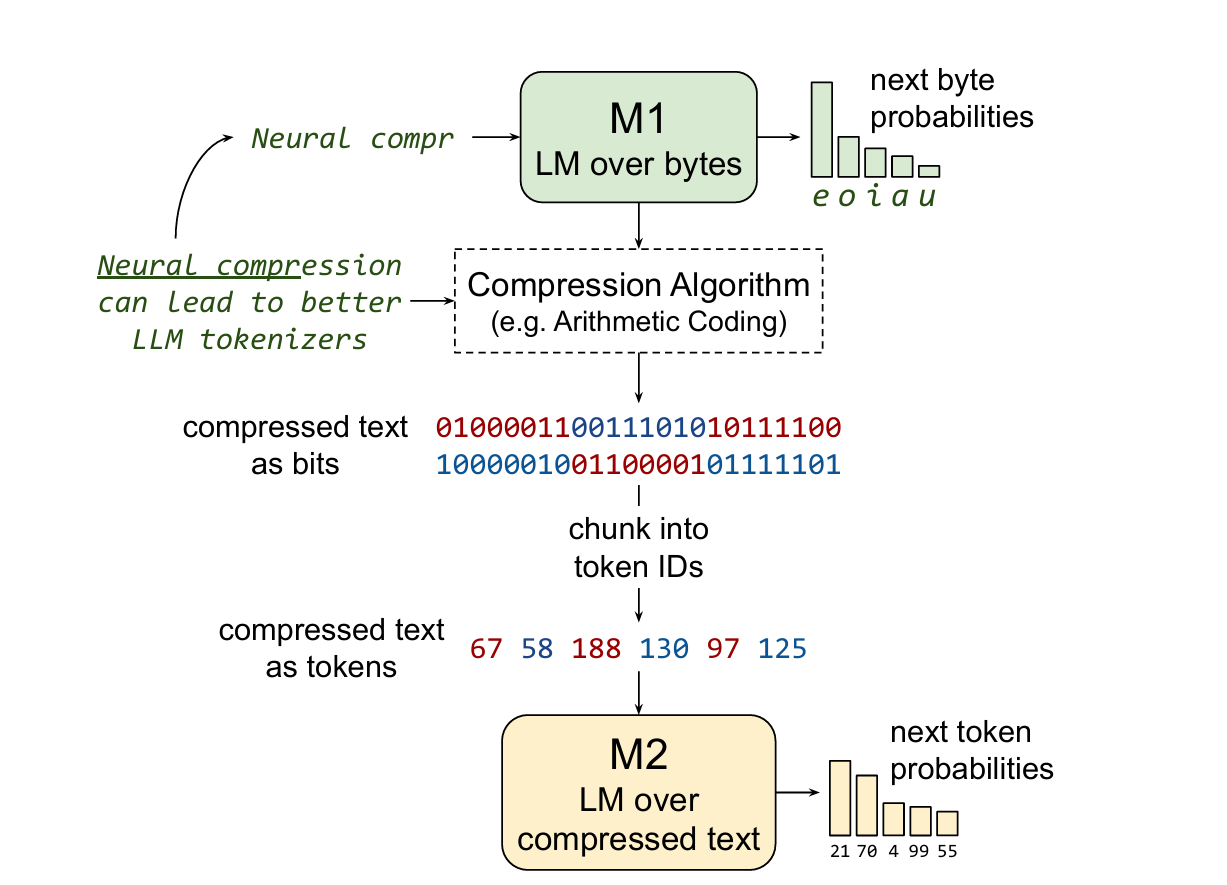 Neural compr
M1
LM over bytes
next byte
probabilities
e o i a u
Neural compression
can lead to better
LLM tokenizers
Compression Algorithm
(e.g. Arithmetic Coding)
compressed text
as bits
010000110011101010111100
100000100110000101111101
chunk into
token IDs
compressed text
as tokens
67 58 188 130 97 125
M2
LM over
compressed text
next token
probabilities
21 70 4 99 55